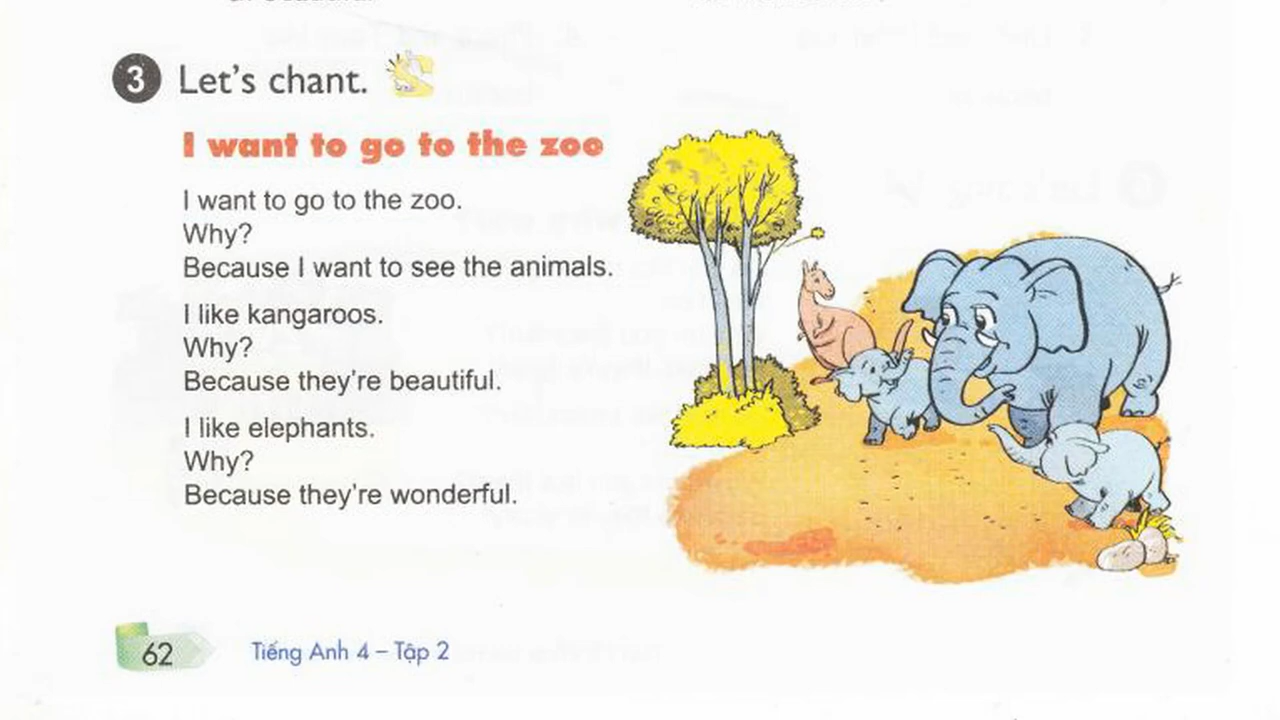 3 Let's chant.
I want to go to the zoo
I want to go to the zoo.
Why?
Because I want to see the animals.
I like kangaroos.
Why?
Because they're beautiful.
I like elephants.
Why?
Because they're wonderful.
62 Tiếng Anh 4 – Tập 2